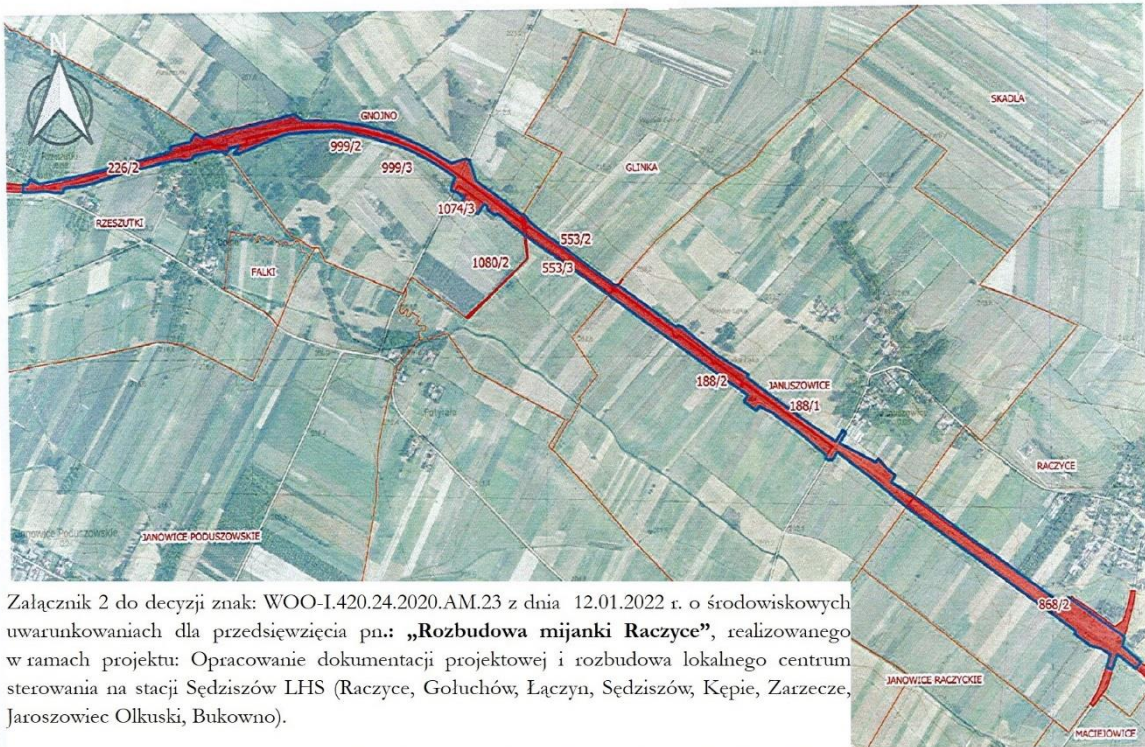 N
GNOJNO
SKADLA
999/2
226/2
999/3
GLINKA
1074/3
RZESZUTKI
553/2
1080/2
553/3
FALKI
188/2
JANUSZOWICE
188/1
RACZYCE
JANOWICE PODUSZOWSKIE
868/2
JANOWICE RACZYCKIE
MACIEJOWICE
Załącznik 2 do decyzji znak: WOO-I.420.24.2020.AM.23 z dnia 12.01.2022 r. o środowiskowych
uwarunkowaniach dla przedsięwzięcia pn.: „Rozbudowa mijanki Raczyce”, realizowanego
w ramach projektu: Opracowanie dokumentacji projektowej i rozbudowa lokalnego centrum
sterowania na stacji Sędziszów LHS (Raczyce, Gołuchów, Łączyn, Sędziszów, Kępie, Zarzecze,
Jaroszowiec Olkuski, Bukowno).